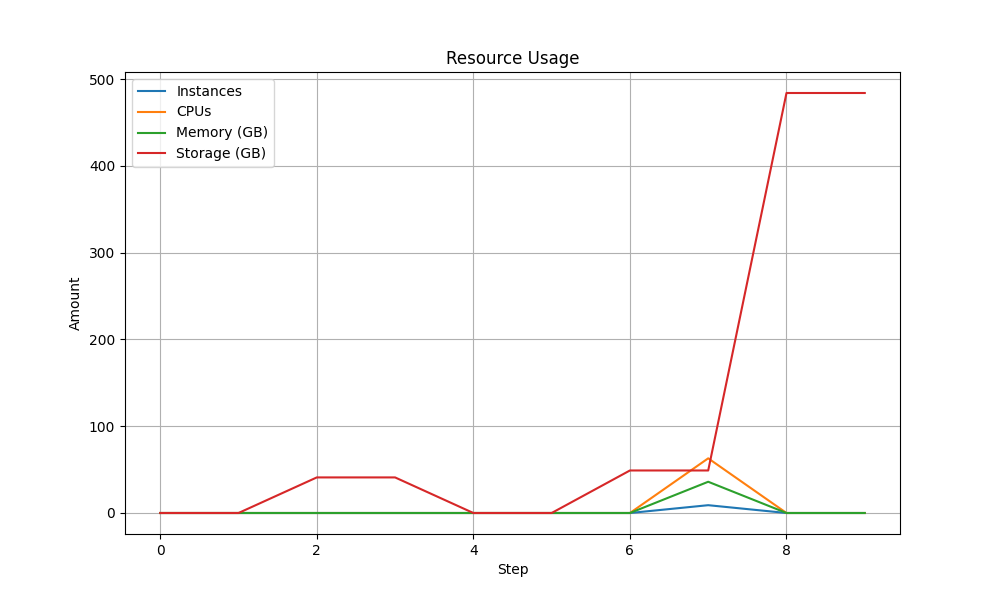 Resource Usage
Instances
CPUs
Memory (GB)
Storage (GB)
500
400
300
200
100
0
Amount
0 2 4 6 8
Step